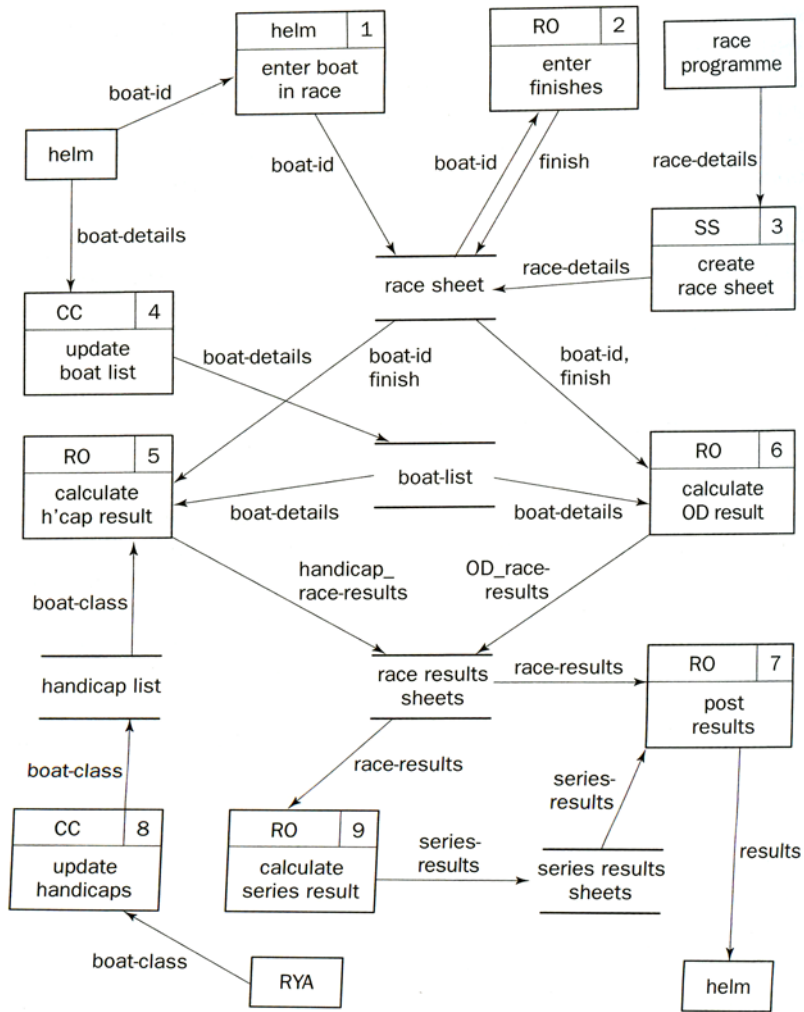 helm 1
enter boat
in race
RO 2
enter
finishes
race
programme
boat-id
helm
boat-id
boat-id
finish
race-details
boat-details
SS 3
create
race sheet
race-details
race sheet
CC 4
update
boat list
boat-details
boat-id
finish
boat-id,
finish
RO 5
calculate
h'cap result
boat-list
RO 6
calculate
OD result
boat-details
boat-details
handicap_
race-results
OD_race-
results
boat-class
handicap list
race results
sheets
race-results
RO 7
post
results
boat-class
race-results
series-
results
CC 8
update
handicaps
RO 9
calculate
series result
series-
results
series results
sheets
results
boat-class
RYA
helm